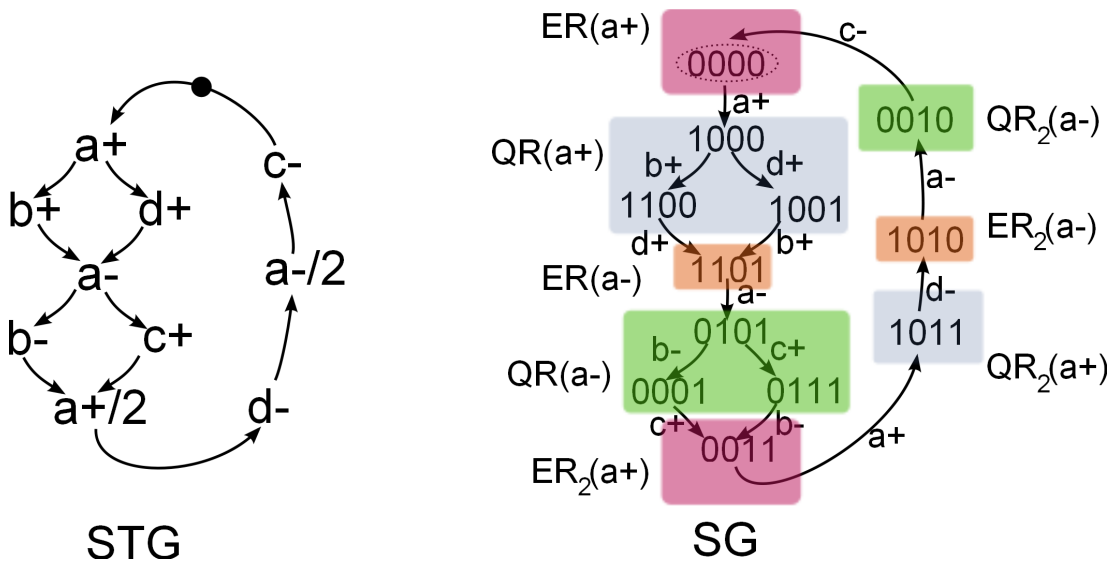 a+
b+ d+
a-
b- c+
a+/2
d-
a-/2
c-
STG
ER(a+)
0000
c-
a+
QR(a+)
1000
b+ d+
1100 1001
d+ b+
ER(a-)
1101
a-
QR(a-)
0101
b- c+
0001 0111
c+ b-
ER2(a+)
0011
a+
QR2(a+)
1011
d-
1010
ER2(a-)
a-
0010
QR2(a-)
SG